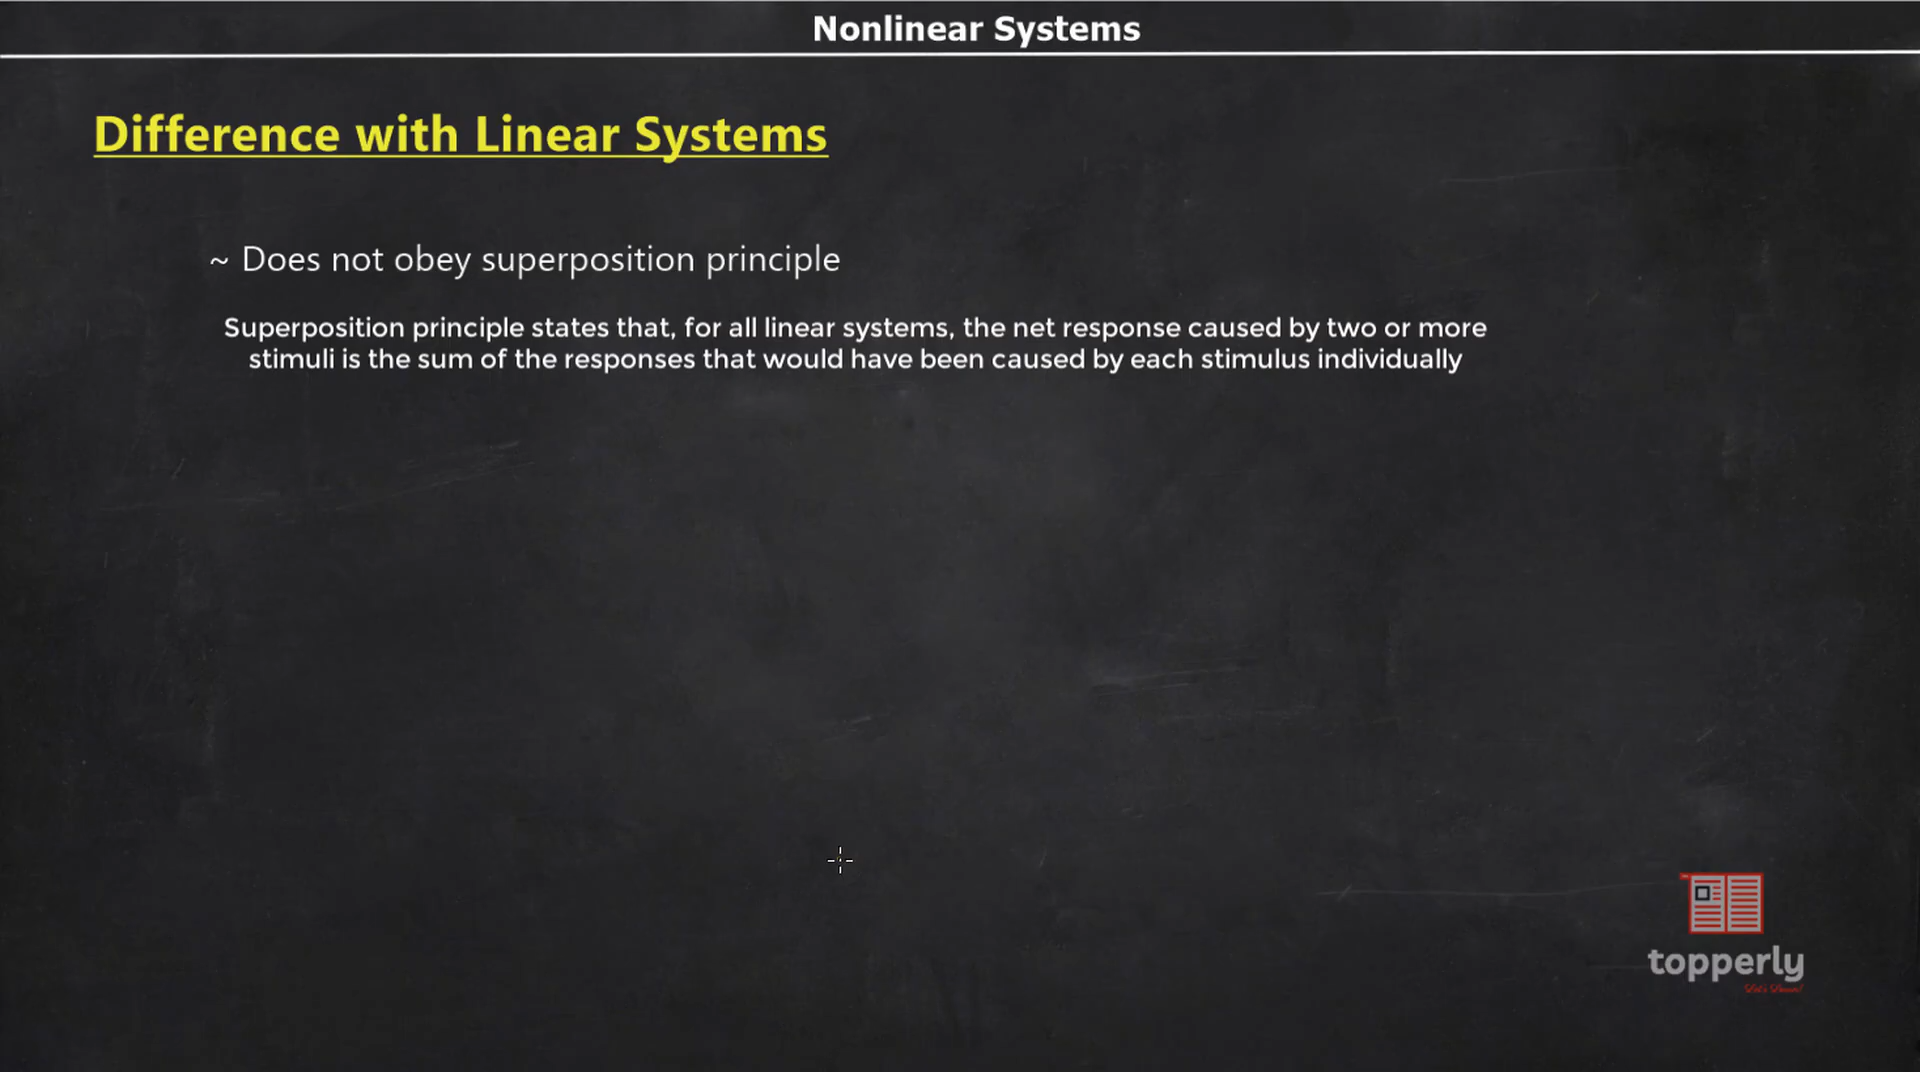 Nonlinear Systems
Difference with Linear Systems
~ Does not obey superposition principle
Superposition principle states that, for all linear systems, the net response caused by two or more
stimuli is the sum of the responses that would have been caused by each stimulus individually
topperly
Let's Learn!